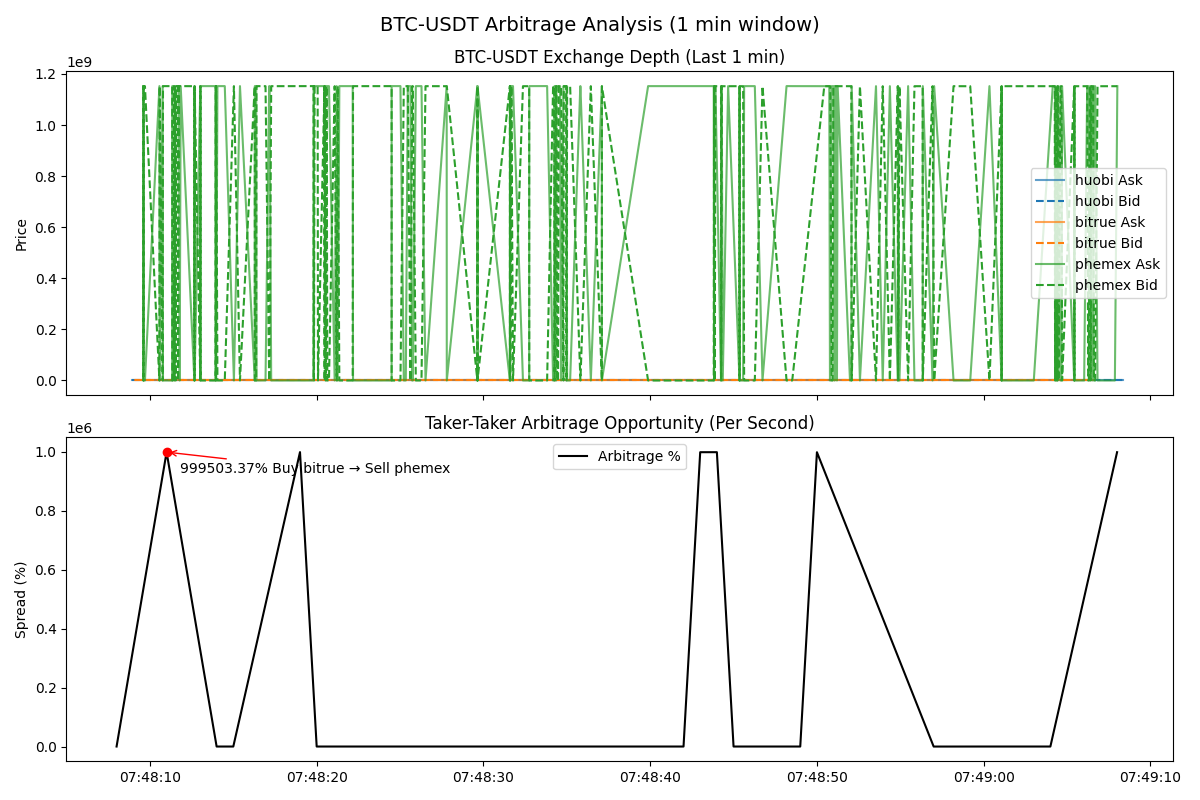 BTC-USDT Arbitrage Analysis (1 min window)
BTC-USDT Exchange Depth (Last 1 min)
1e9
1.2
1.0
0.8
0.6
0.4
0.2
0.0
Price
huobi Ask
huobi Bid
bitrue Ask
bitrue Bid
phemex Ask
phemex Bid
Taker-Taker Arbitrage Opportunity (Per Second)
1e6
1.0
0.8
0.6
0.4
0.2
0.0
Spread (%)
Arbitrage %
999503.37% Buy bitrue → Sell phemex
07:48:10 07:48:20 07:48:30 07:48:40 07:48:50 07:49:00 07:49:10